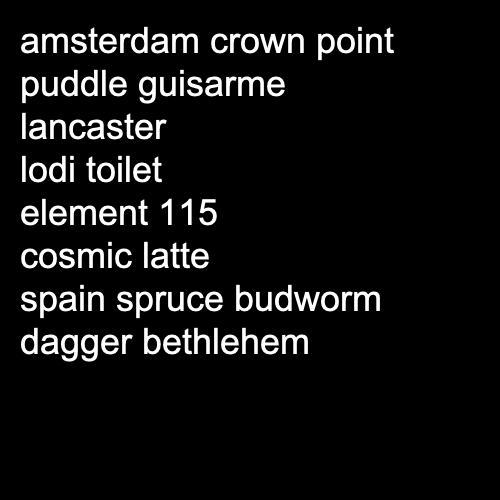 amsterdam crown point
puddle guisarme
lancaster
lodi toilet
element 115
cosmic latte
spain spruce budworm
dagger bethlehem